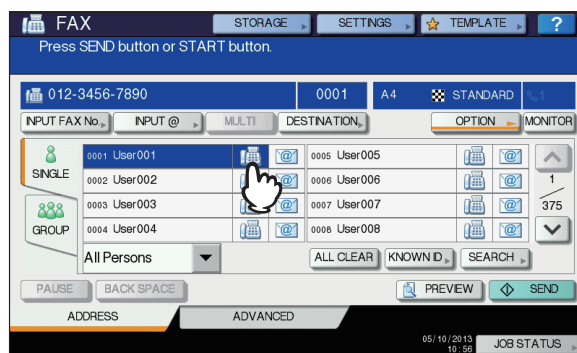 FAX STORAGE SETTINGS TEMPLATE ?
Press SEND button or START button.
012-3456-7890 0001 A4 STANDARD 1
INPUT FAX No. INPUT @ MULTI DESTINATION OPTION MONITOR
SINGLE
0001 User001 @ 0005 User005 @
0002 User002 @ 0006 User006 @
1
375
GROUP
0003 User003 @ 0007 User007 @
0004 User004 @ 0008 User008 @
All Persons ALL CLEAR KNOWN ID SEARCH
PAUSE BACK SPACE PREVIEW SEND
ADDRESS ADVANCED
05/10/2013
10:56
JOB STATUS